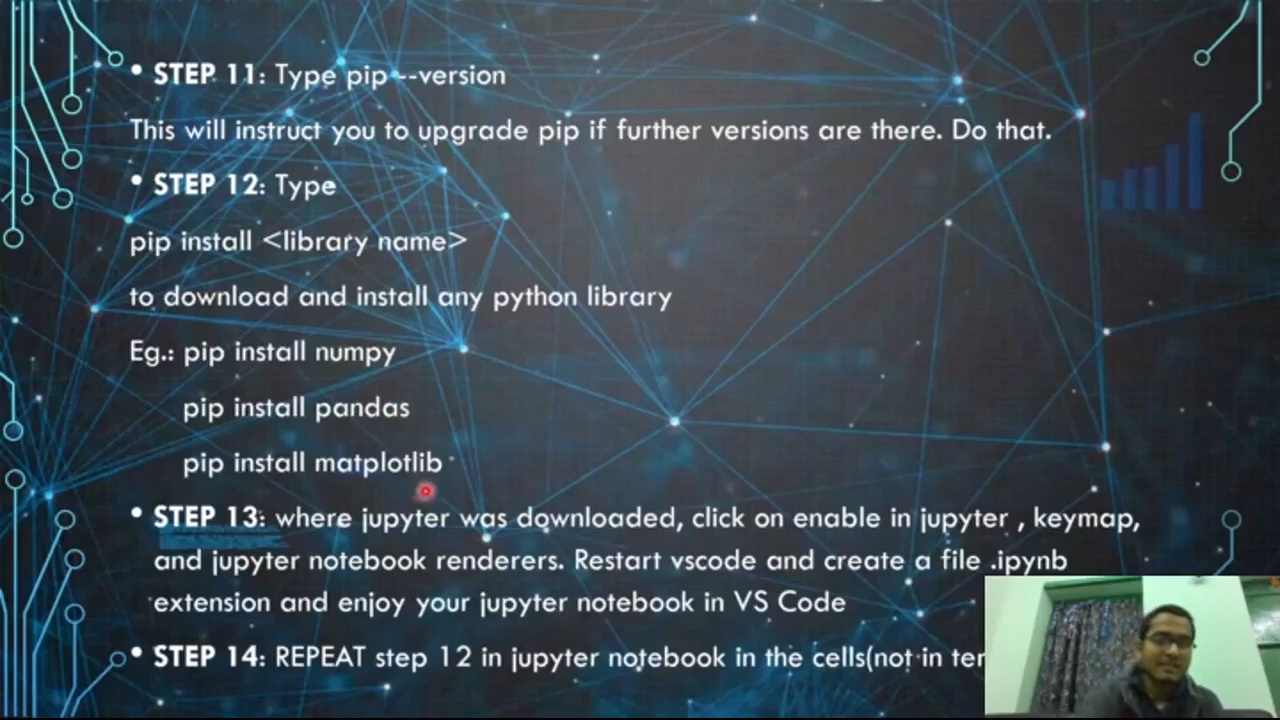 • STEP 11: Type pip --version
This will instruct you to upgrade pip if further versions are there. Do that.
• STEP 12: Type
pip install <library name>
to download and install any python library
Eg.: pip install numpy
pip install pandas
pip install matplotlib
• STEP 13: where jupyter was downloaded, click on enable in jupyter , keymap,
and jupyter notebook renderers. Restart vscode and create a file .ipynb
extension and enjoy your jupyter notebook in VS Code
• STEP 14: REPEAT step 12 in jupyter notebook in the cells(not in ter